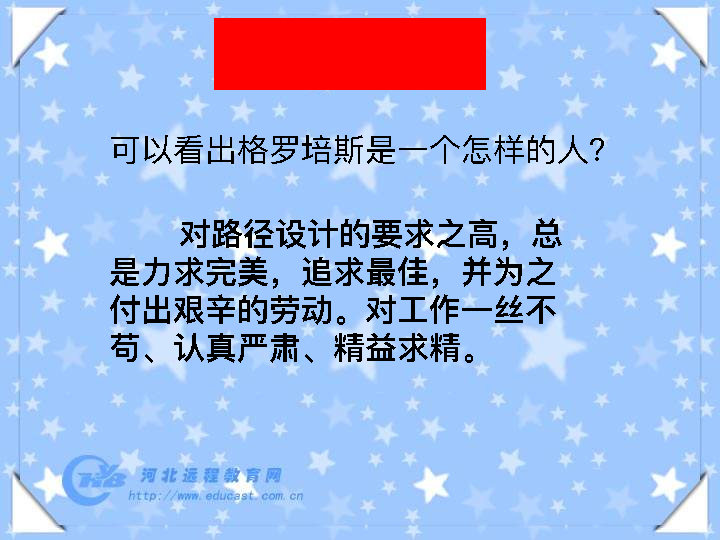 可以看出格罗培斯是一个怎样的人?
对路径设计的要求之高，总
是力求完美，追求最佳，并为之
付出艰辛的劳动。对工作一丝不
苟、认真严肃、精益求精。
河北远程教育网
http://www.educast.com.cn